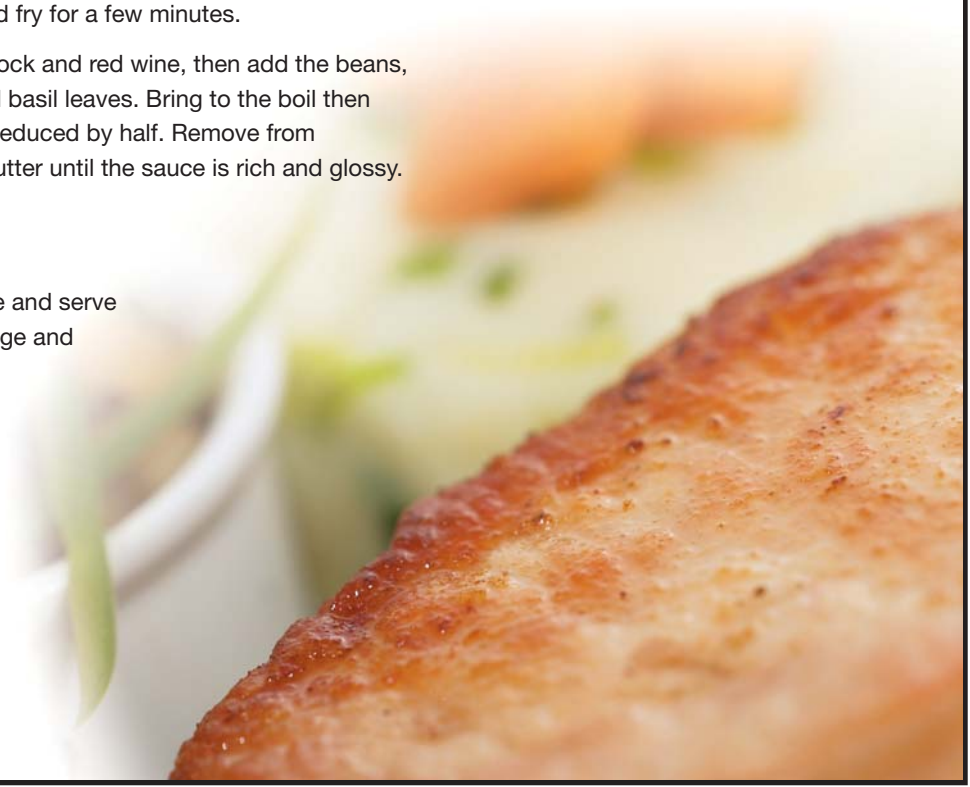 d fry for a few minutes.
ock and red wine, then add the beans,
l basil leaves. Bring to the boil then
educed by half. Remove from
utter until the sauce is rich and glossy.
e and serve
ge and